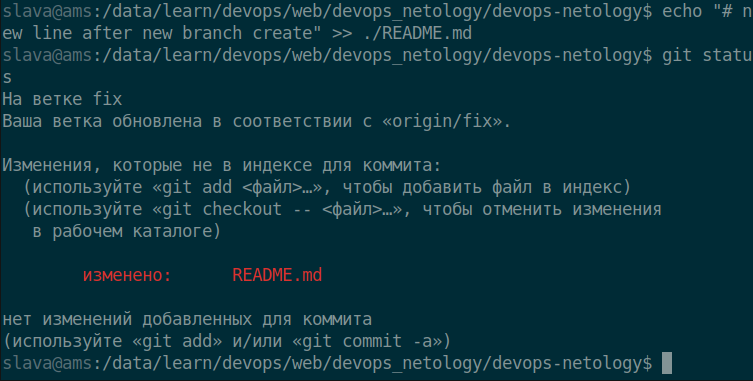 slava@ams:/data/learn/devops/web/devops_netology/devops-netology$ echo "# n
ew line after new branch create" >> ./README.md
slava@ams:/data/learn/devops/web/devops_netology/devops-netology$ git statu
s
На ветке fix
Ваша ветка обновлена в соответствии с «origin/fix».
Изменения, которые не в индексе для коммита:
(используйте «git add <файл>…», чтобы добавить файл в индекс)
(используйте «git checkout -- <файл>…», чтобы отменить изменения
в рабочем каталоге)
изменено: README.md
нет изменений добавленных для коммита
(используйте «git add» и/или «git commit -a»)
slava@ams:/data/learn/devops/web/devops_netology/devops-netology$